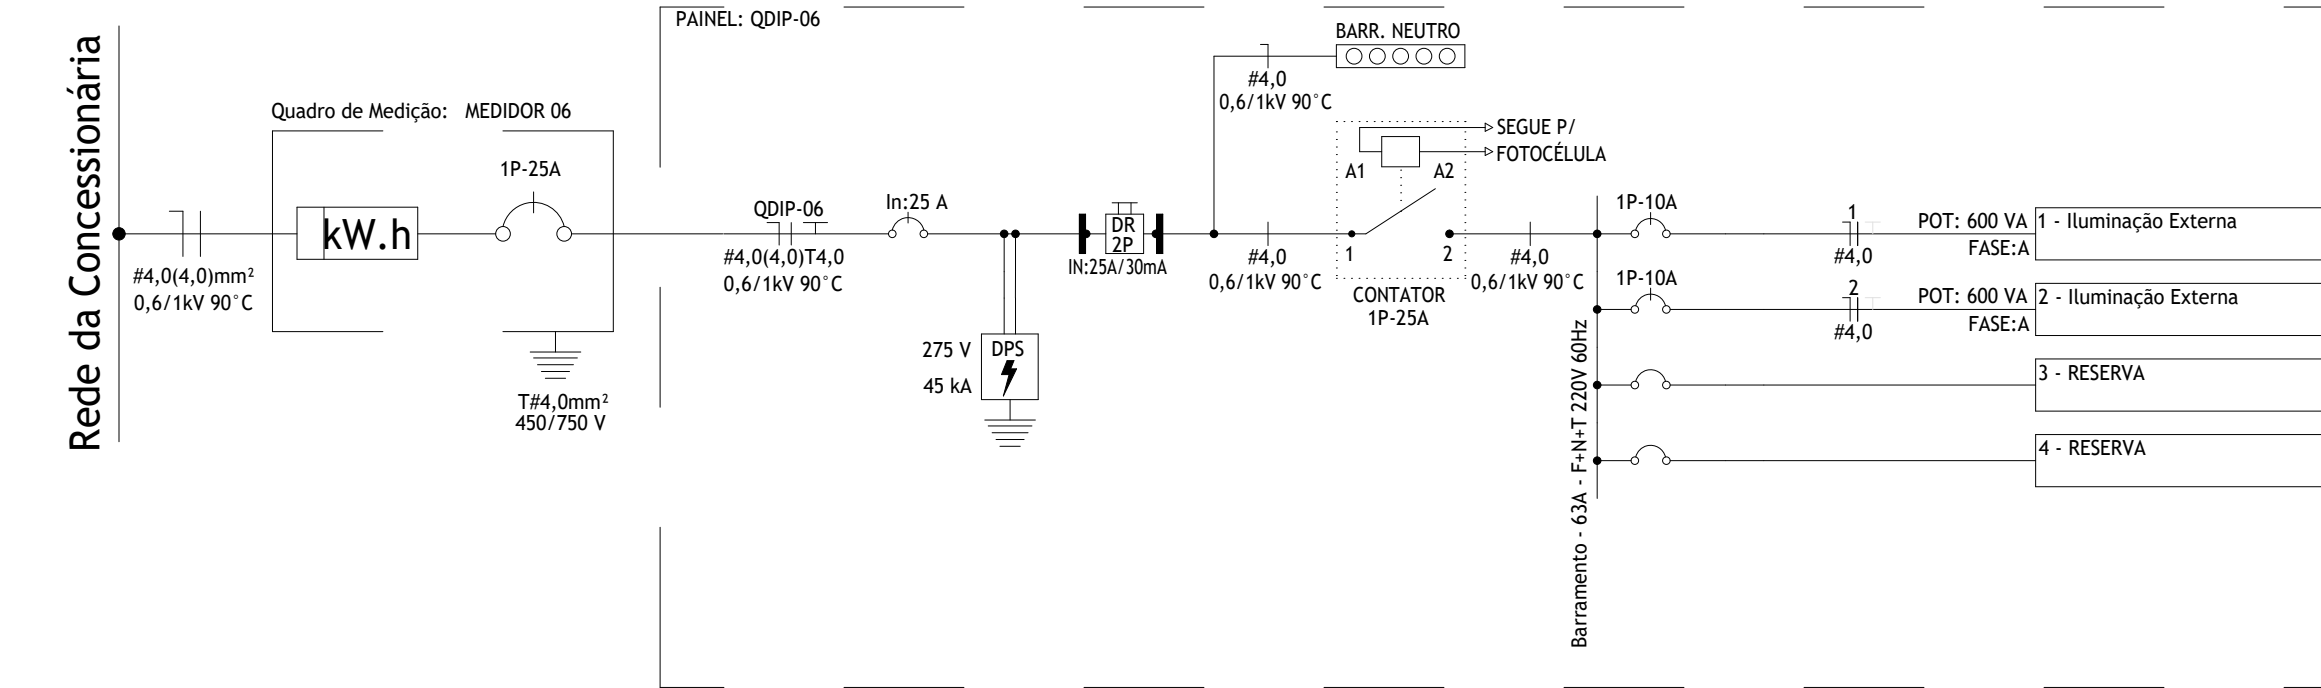 PAINEL: QDIP-06
Rede da Concessionária
#4,0(4,0)mm²
0,6/1kV 90°C
Quadro de Medição: MEDIDOR 06
kW.h
1P-25A
T#4,0mm²
450/750 V
QDIP-06
#4,0(4,0)T4,0
0,6/1kV 90°C
In:25 A
275 V
45 kA
DPS
DR
2P
IN:25A/30mA
BARR. NEUTRO
#4,0
0,6/1kV 90°C
#4,0
0,6/1kV 90°C
SEGUE P/
FOTOCÉLULA
A1
A2
1
2
CONTATOR
1P-25A
#4,0
0,6/1kV 90°C
Barramento - 63A - F+N+T 220V 60Hz
1P-10A
1
#4,0
POT: 600 VA
FASE:A
1 - Iluminação Externa
1P-10A
2
#4,0
POT: 600 VA
FASE:A
2 - Iluminação Externa
3 - RESERVA
4 - RESERVA